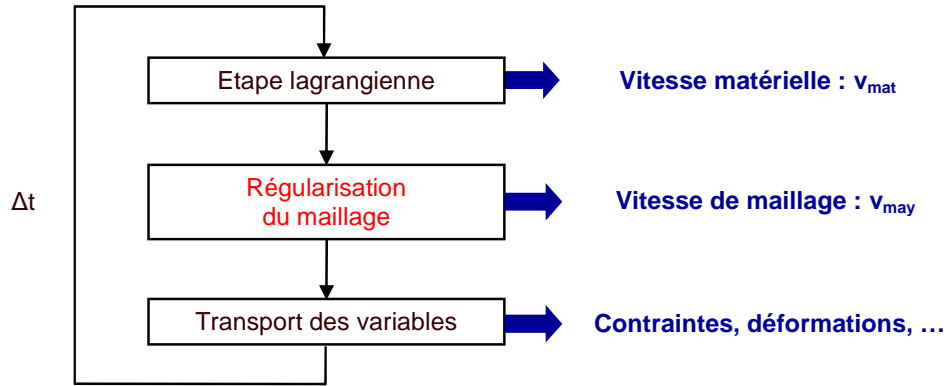 Etape lagrangienne
Vitesse matérielle : vmat
Régularisation
du maillage
Δt
Vitesse de maillage : vmay
Transport des variables
Contraintes, déformations, …